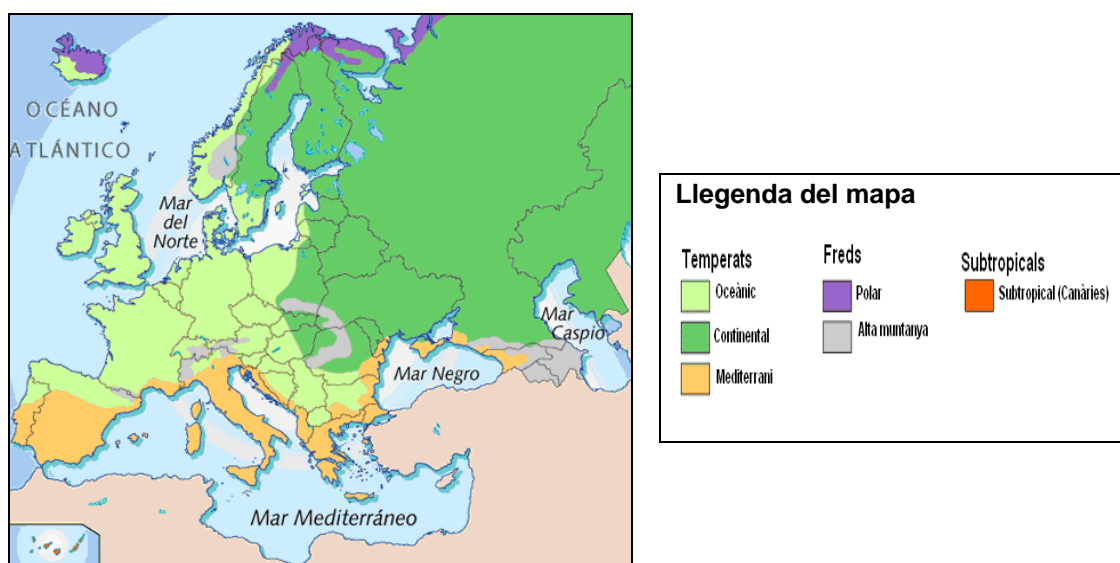 OCÉANO
ATLÁNTICO
Mar
del
Norte
Mar
Caspio
Mar Negro
Mar Mediterráneo
Llegenda del mapa
Temperats
Oceànic
Continental
Mediterrani
Freds
Polar
Alta muntanya
Subtropicals
Subtropical (Canàries)